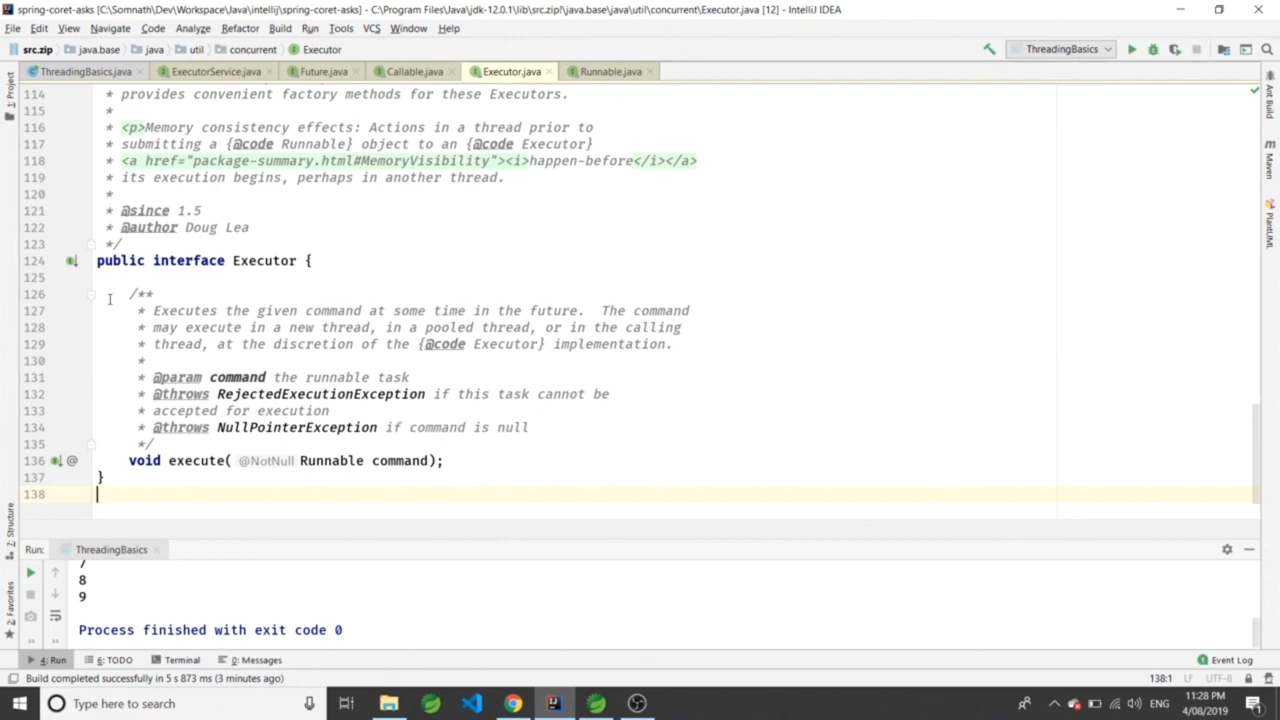 spring-coret-asks [C:\Somnath\Dev\Workspace\Java\intellij\spring-coret-asks] - C:\Program Files\Java\jdk-12.0.1\lib\src.zip!\java.base\java\util\concurrent\Executor.java [12] - IntelliJ IDEA
File Edit View Navigate Code Analyze Refactor Build Run Tools VCS Window Help
src.zip java.base java util concurrent Executor ThreadingBasics
ThreadingBasics.java ExecutorService.java Future.java Callable.java Executor.java Runnable.java
1: Project
Ant Build
Maven
PlantUML
114 * provides convenient factory methods for these Executors.
115 *
116 * <p>Memory consistency effects: Actions in a thread prior to
117 * submitting a {@code Runnable} object to an {@code Executor}
118 * <a href="package-summary.html#MemoryVisibility"><i>happen-before</i></a>
119 * its execution begins, perhaps in another thread.
120 *
121 * @since 1.5
122 * @author Doug Lea
123 */
124 public interface Executor {
125
126 /**
127 * Executes the given command at some time in the future.  The command
128 * may execute in a new thread, in a pooled thread, or in the calling
129 * thread, at the discretion of the {@code Executor} implementation.
130 *
131 * @param command the runnable task
132 * @throws RejectedExecutionException if this task cannot be
133 * accepted for execution
134 * @throws NullPointerException if command is null
135 */
136 @ void execute( @NotNull Runnable command);
137 }
138
7: Structure
2: Favorites
Run: ThreadingBasics
7
8
9
Process finished with exit code 0
4: Run 6: TODO Terminal 0: Messages Event Log
Build completed successfully in 5 s 873 ms (3 minutes ago) 138:1 LF UTF-8
Type here to search ENG 11:28 PM
4/08/2019
1